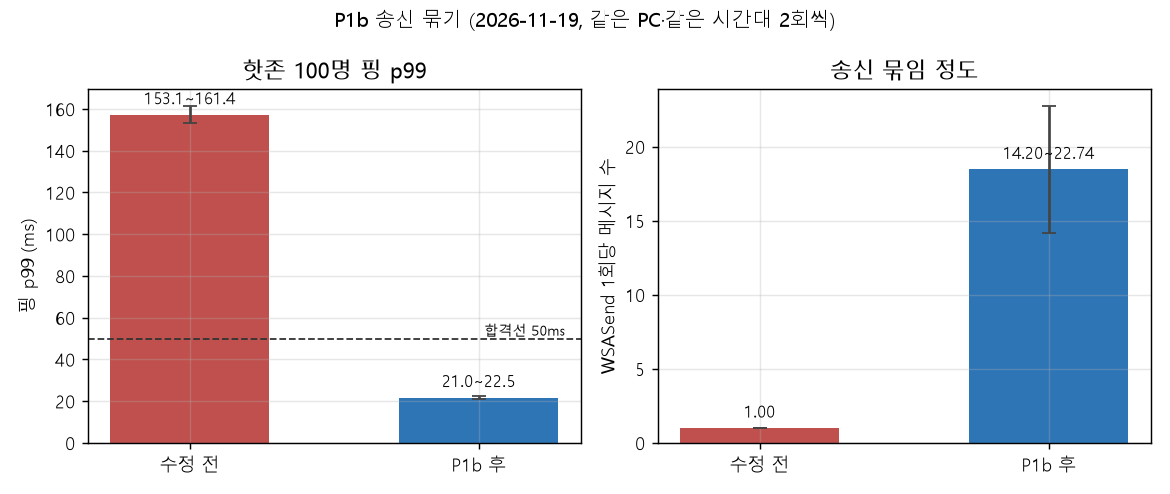 P1b 송신 묶기 (2026-11-19, 같은 PC·같은 시간대 2회씩)
핫존 100명 핑 p99
핑 p99 (ms)
160
140
120
100
80
60
40
20
0
153.1~161.4
합격선 50ms
21.0~22.5
수정 전
P1b 후
송신 묶임 정도
WSASend 1회당 메시지 수
20
15
10
5
0
14.20~22.74
1.00
수정 전
P1b 후